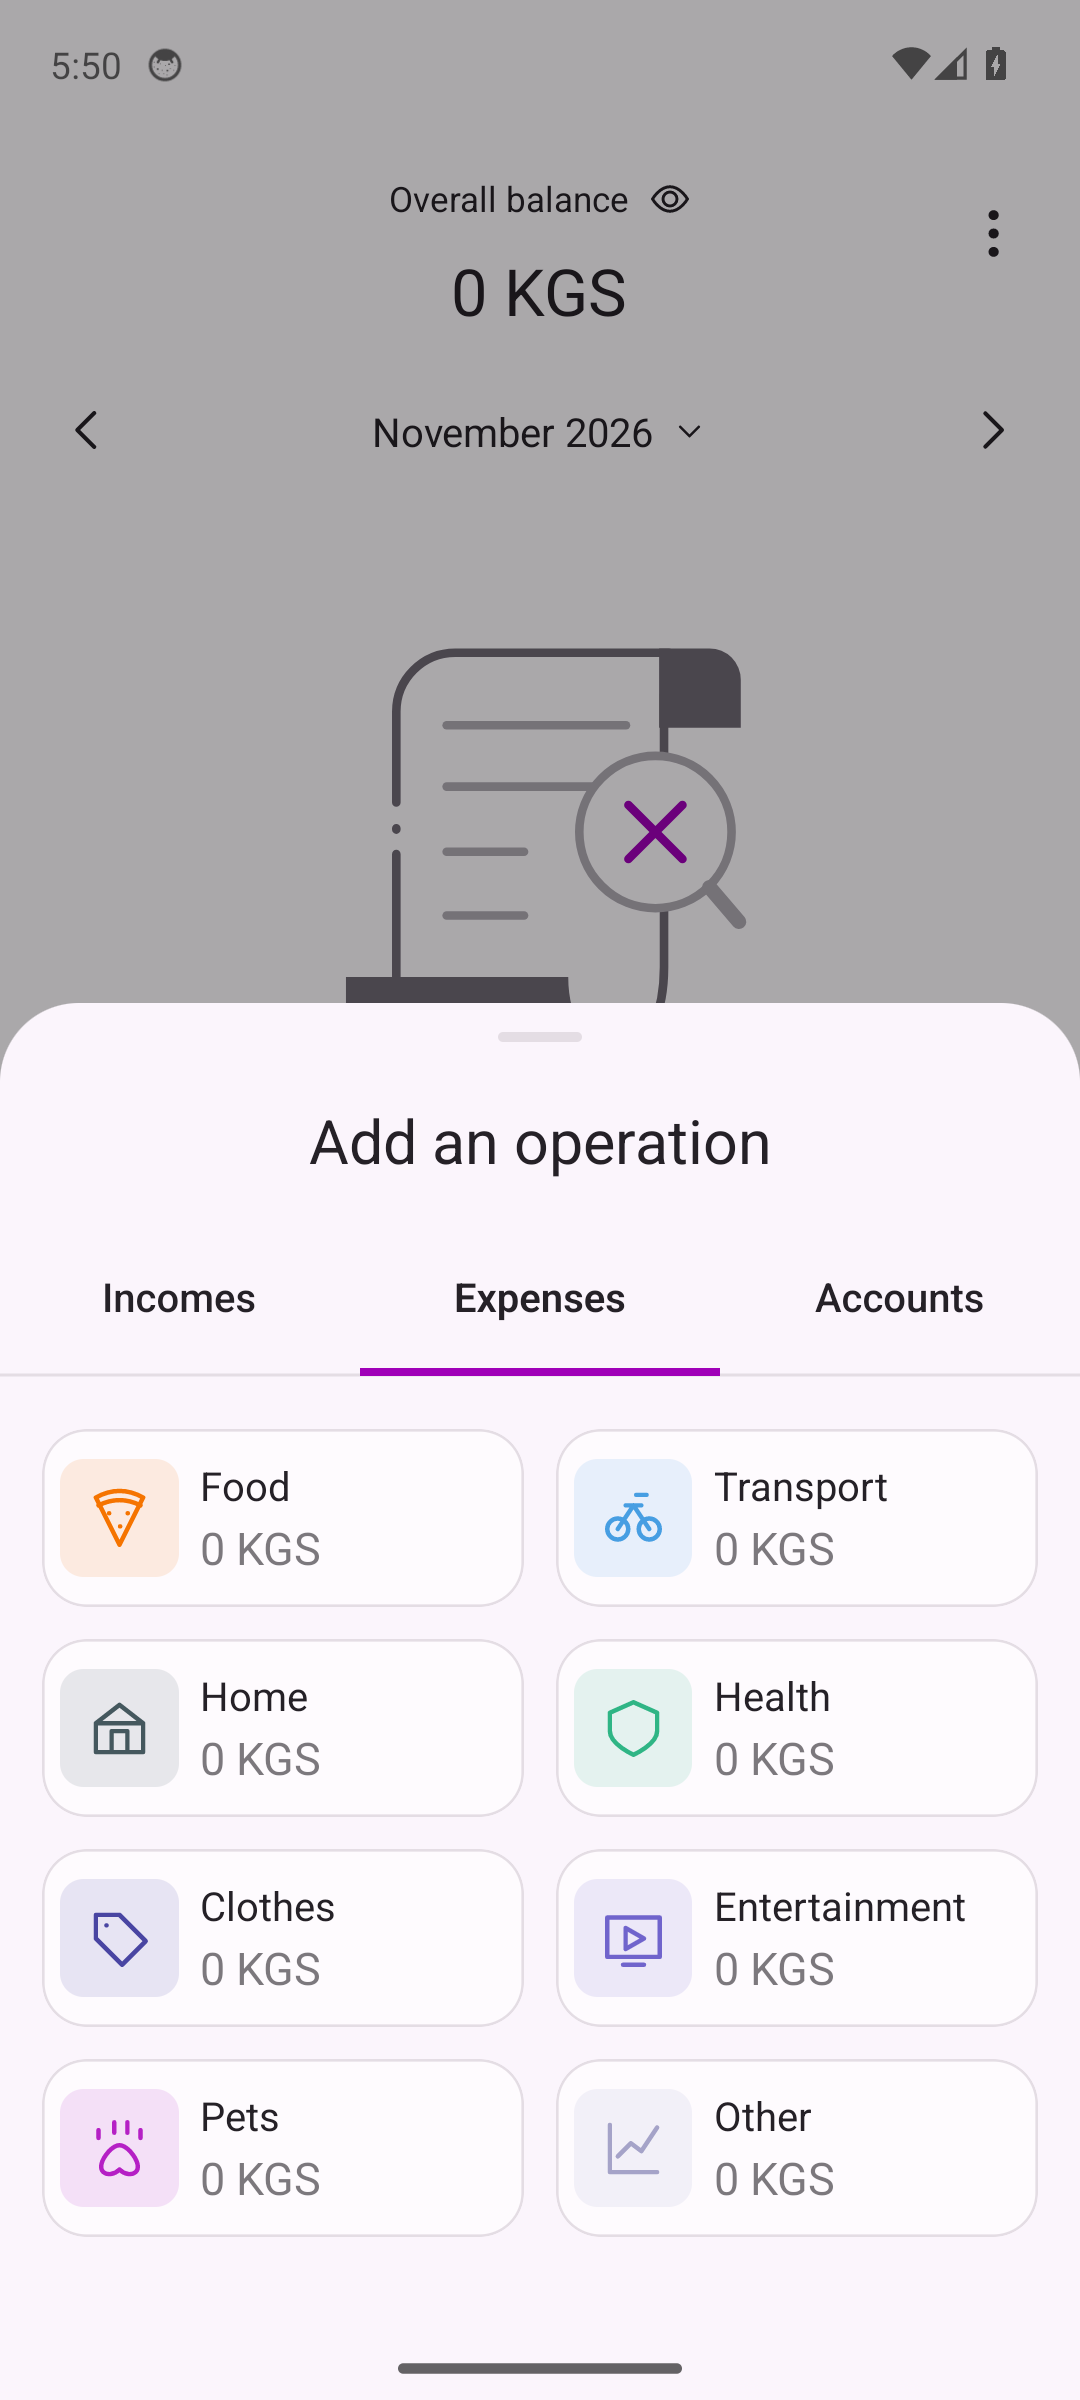 5:50
Overall balance
0 KGS
November 2026
Add an operation
Incomes Expenses Accounts
Food
0 KGS
Transport
0 KGS
Home
0 KGS
Health
0 KGS
Clothes
0 KGS
Entertainment
0 KGS
Pets
0 KGS
Other
0 KGS